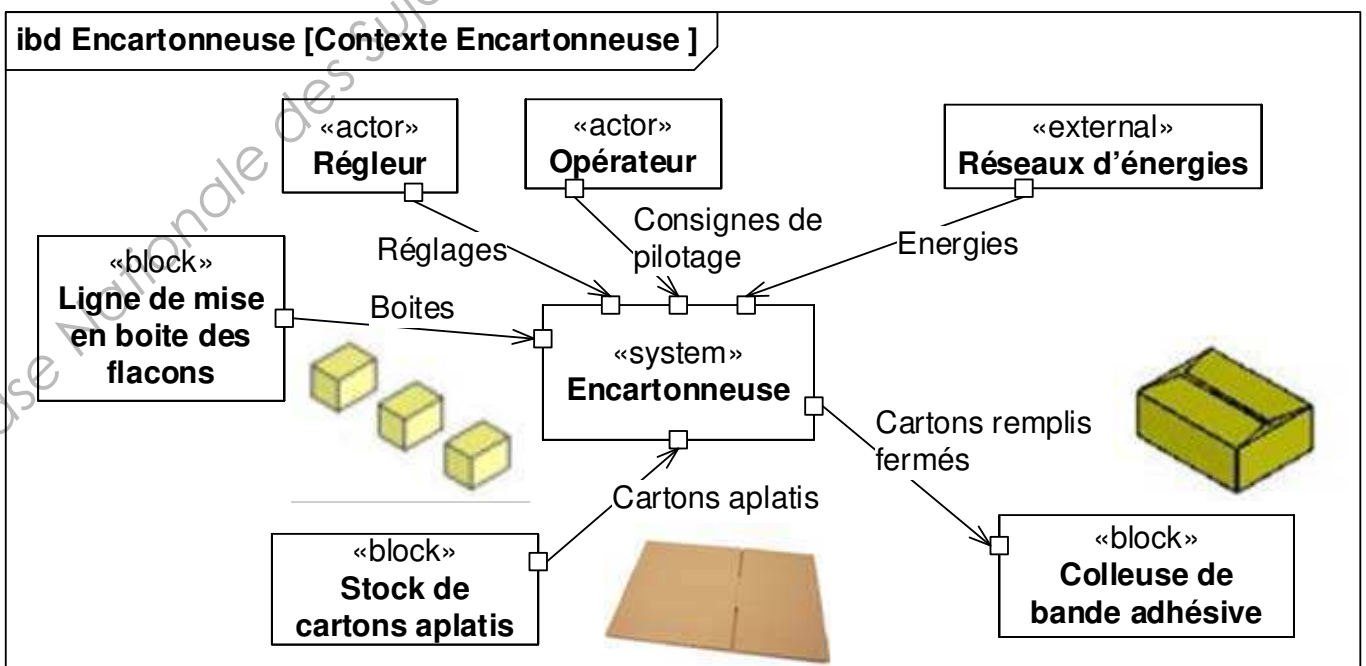 ibd Encartonneuse [Contexte Encartonneuse ]
«actor»
Régleur
«actor»
Opérateur
«external»
Réseaux d'énergies
Réglages
Consignes de
pilotage
Energies
«block»
Ligne de mise
en boite des
flacons
Boites
«system»
Encartonneuse
Cartons remplis
fermés
Cartons aplatis
«block»
Stock de
cartons aplatis
«block»
Colleuse de
bande adhésive
Nationale des